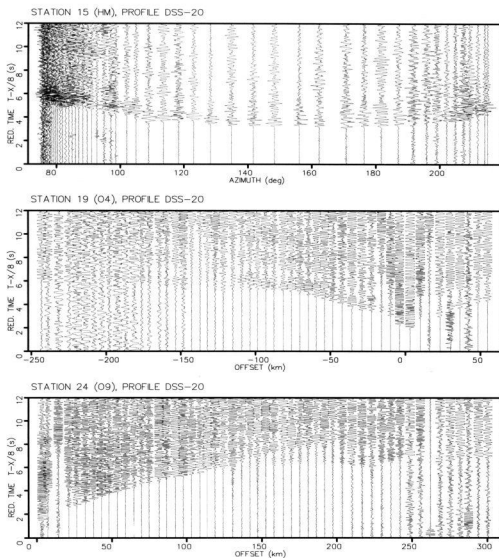 STATION 15 (HM), PROFILE DSS-20
RED. TIME T-X/8 (s)
12
10
8
6
4
2
0
80 100 120 140 160 180 200
AZIMUTH (deg)
STATION 19 (04), PROFILE DSS-20
RED. TIME T-X/8 (s)
12
10
8
6
4
2
0
-250 -200 -150 -100 -50 0 50
OFFSET (km)
STATION 24 (09), PROFILE DSS-20
RED. TIME T-X/8 (s)
12
10
8
6
4
2
0
0 50 100 150 200 250 300
OFFSET (km)